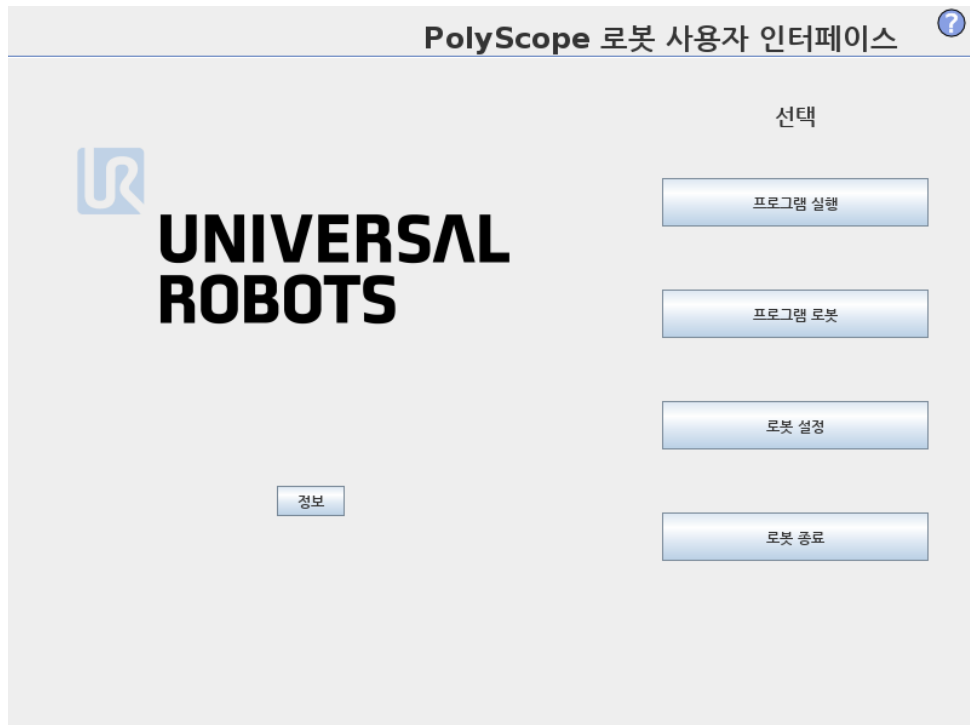 PolyScope 로봇 사용자 인터페이스
?
선택
UR
UNIVERSAL
ROBOTS
프로그램 실행
프로그램 로봇
로봇 설정
정보
로봇 종료